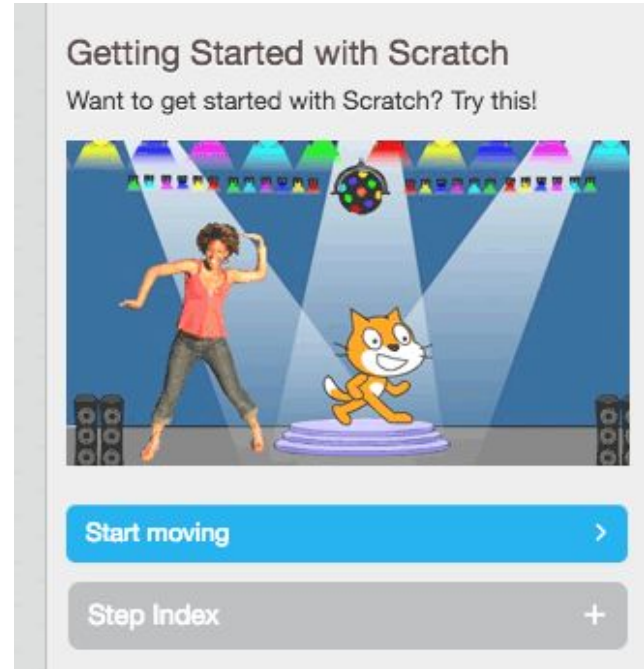 Getting Started with Scratch
Want to get started with Scratch? Try this!
Start moving
Step Index